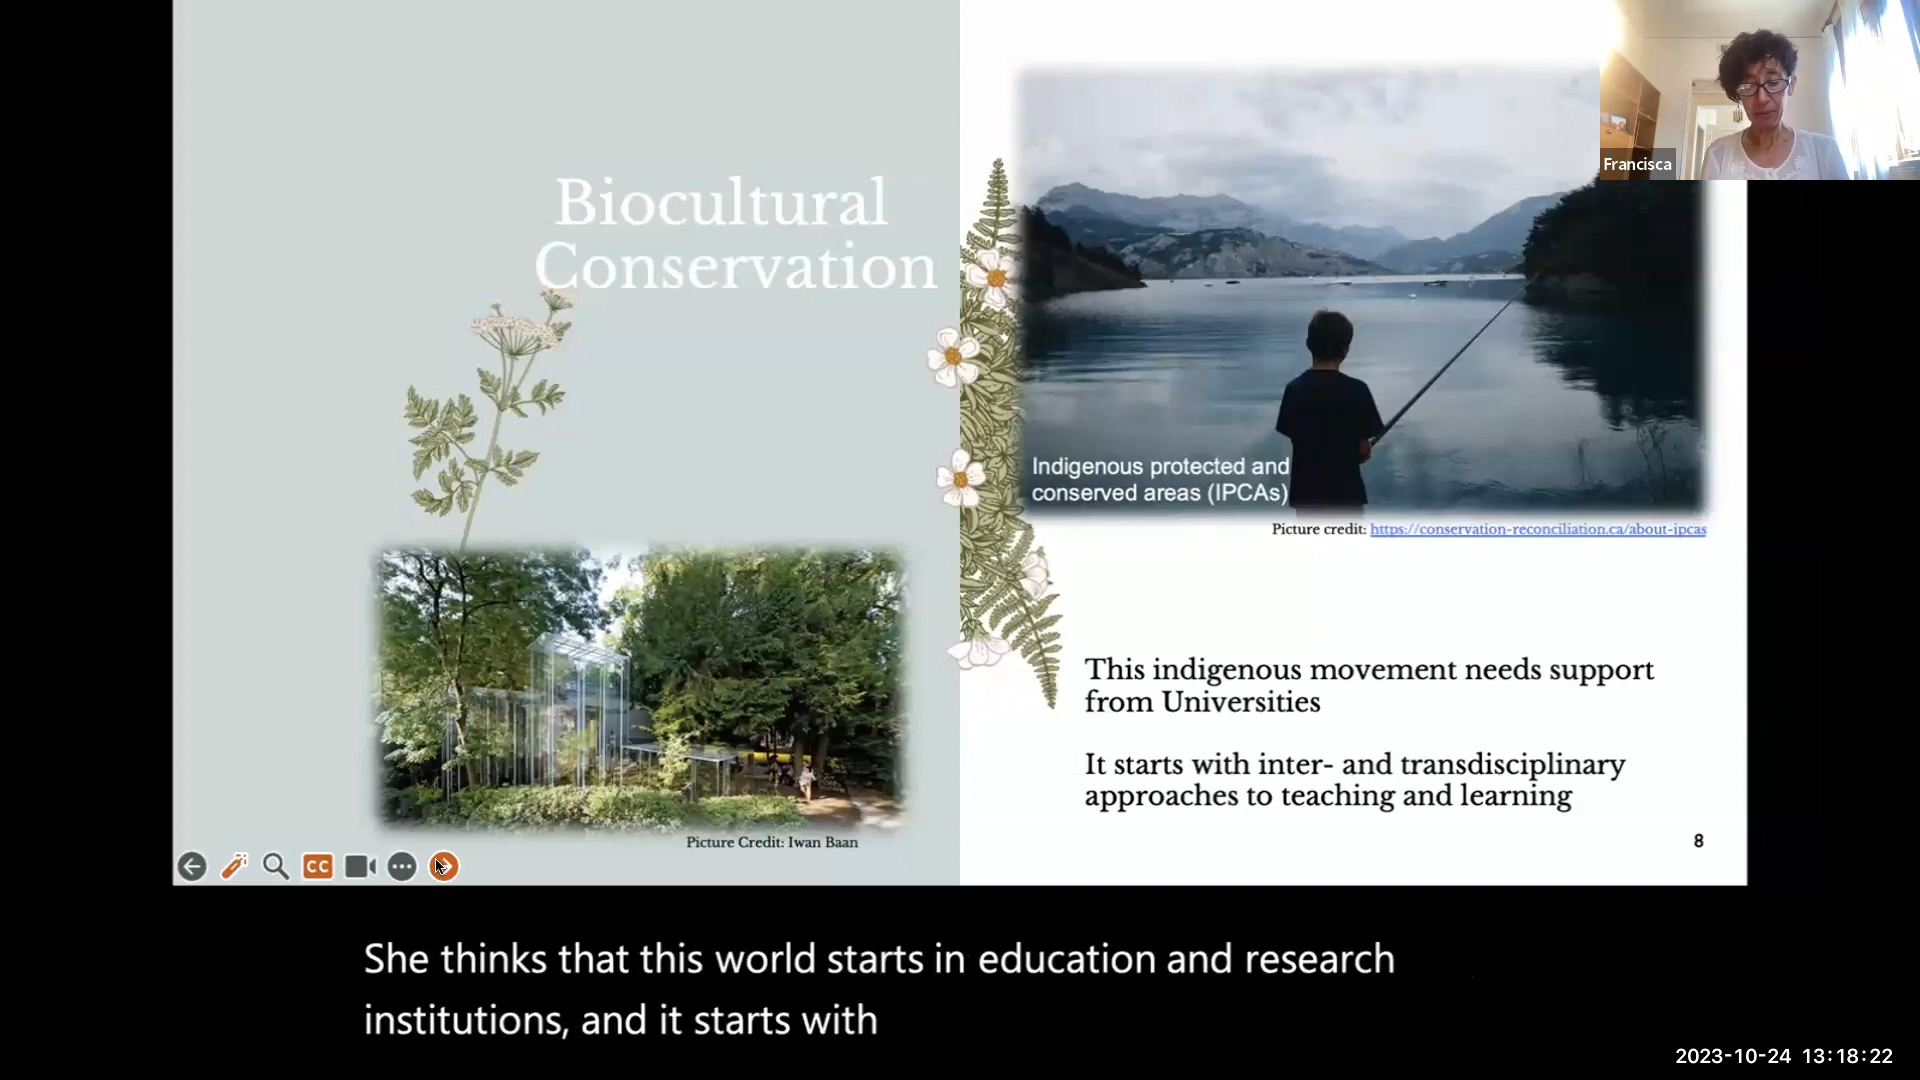 Biocultural
Conservation
Francisca
Indigenous protected and
conserved areas (IPCAs)
Picture credit: https://conservation-reconciliation.ca/about-ipcas
This indigenous movement needs support
from Universities
It starts with inter- and transdisciplinary
approaches to teaching and learning
Picture Credit: Iwan Baan
8
CC
She thinks that this world starts in education and research
institutions, and it starts with
2023-10-24 13:18:22